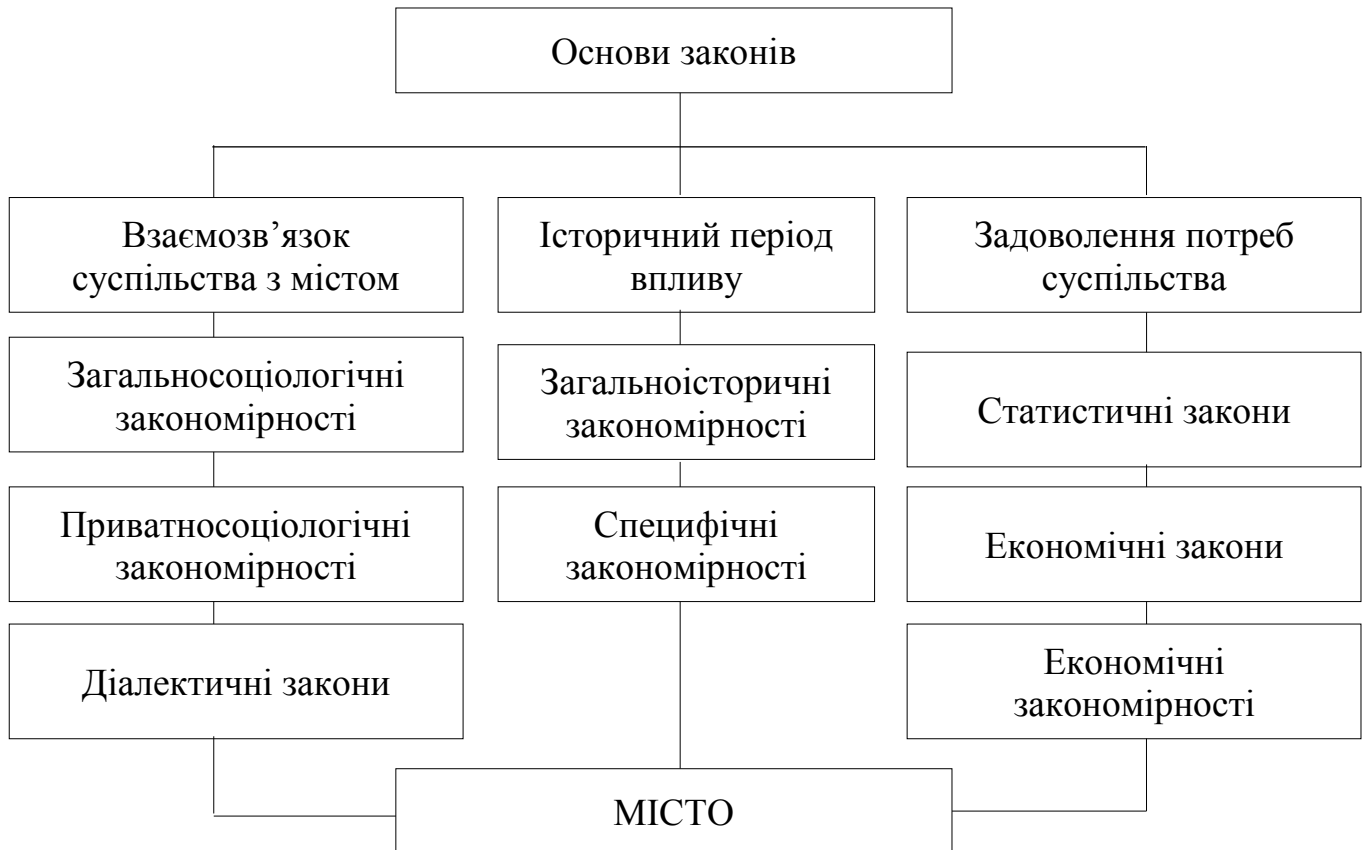 Основи законів
Взаємозв’язок
суспільства з містом
Історичний період
впливу
Задоволення потреб
суспільства
Загальносоціологічні
закономірності
Загальноісторичні
закономірності
Статистичні закони
Приватносоціологічні
закономірності
Специфічні
закономірності
Економічні закони
Діалектичні закони
Економічні
закономірності
МІСТО